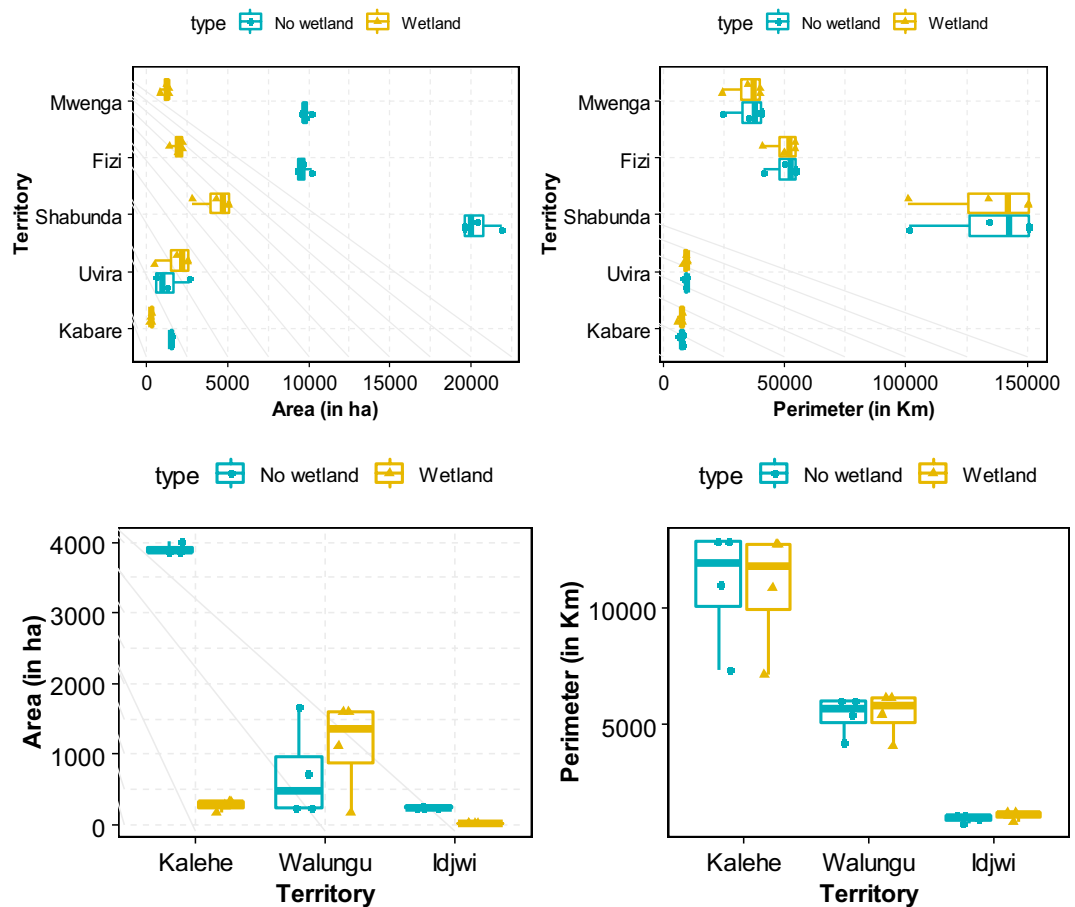 type No wetland Wetland
Territory
Mwenga
Fizi
Shabunda
Uvira
Kabare
0 5000 10000 15000 20000
Area (in ha)
type No wetland Wetland
Territory
Mwenga
Fizi
Shabunda
Uvira
Kabare
0 50000 100000 150000
Perimeter (in Km)
type No wetland Wetland
Area (in ha)
4000
3000
2000
1000
0
Kalehe Walungu Idjwi
Territory
type No wetland Wetland
Perimeter (in Km)
10000
5000
Kalehe Walungu Idjwi
Territory